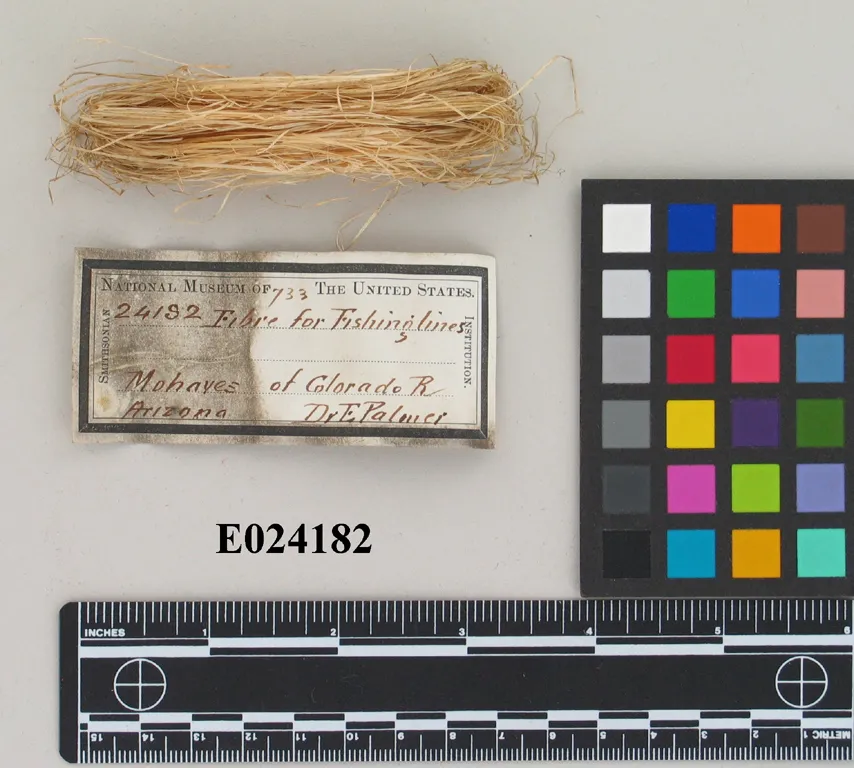 NATIONAL MUSEUM OF 733 THE UNITED STATES.
SMITHSONIAN
INSTITUTION.
24182 Fibre for Fishing lines
Mohaves of Colorado R
Arizona Dr E. Palmer
E024182
INCHES 1 2 3 4 5 6
15 14 13 12 11 10 9 8 7 6 5 4 3 2 1 METRIC